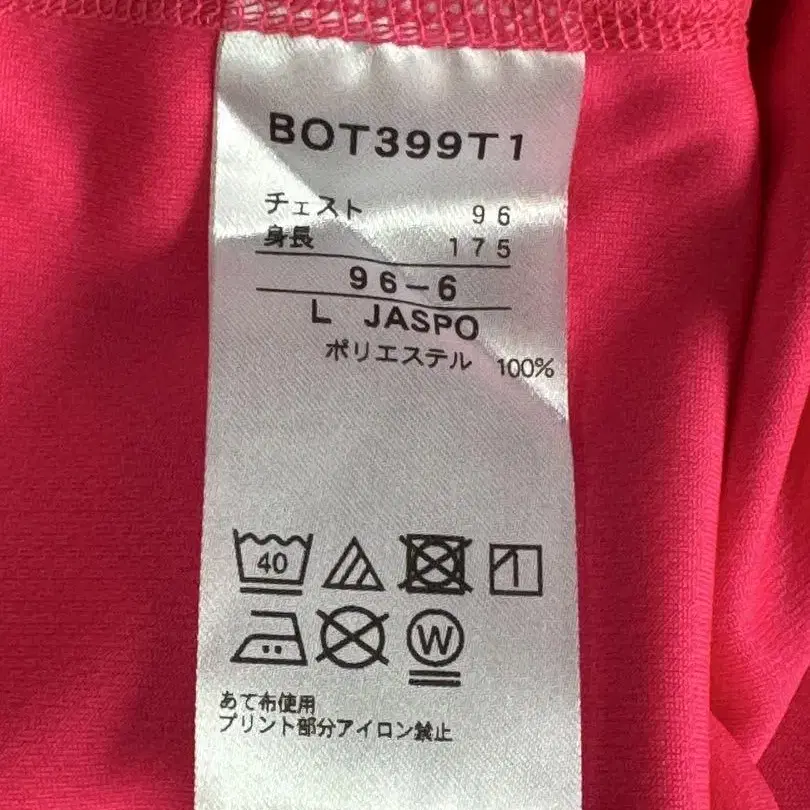 BOT399T1
チェスト 96
身長 175
96-6
L JASPO
ポリエステル 100%
40
W
あて布使用
プリント部分アイロン禁止